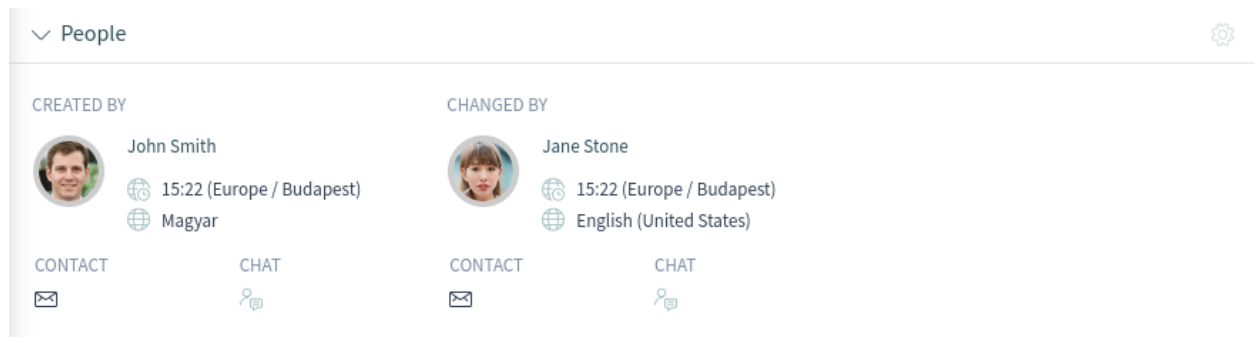 People
CREATED BY
John Smith
15:22 (Europe / Budapest)
Magyar
CONTACT CHAT
CHANGED BY
Jane Stone
15:22 (Europe / Budapest)
English (United States)
CONTACT CHAT